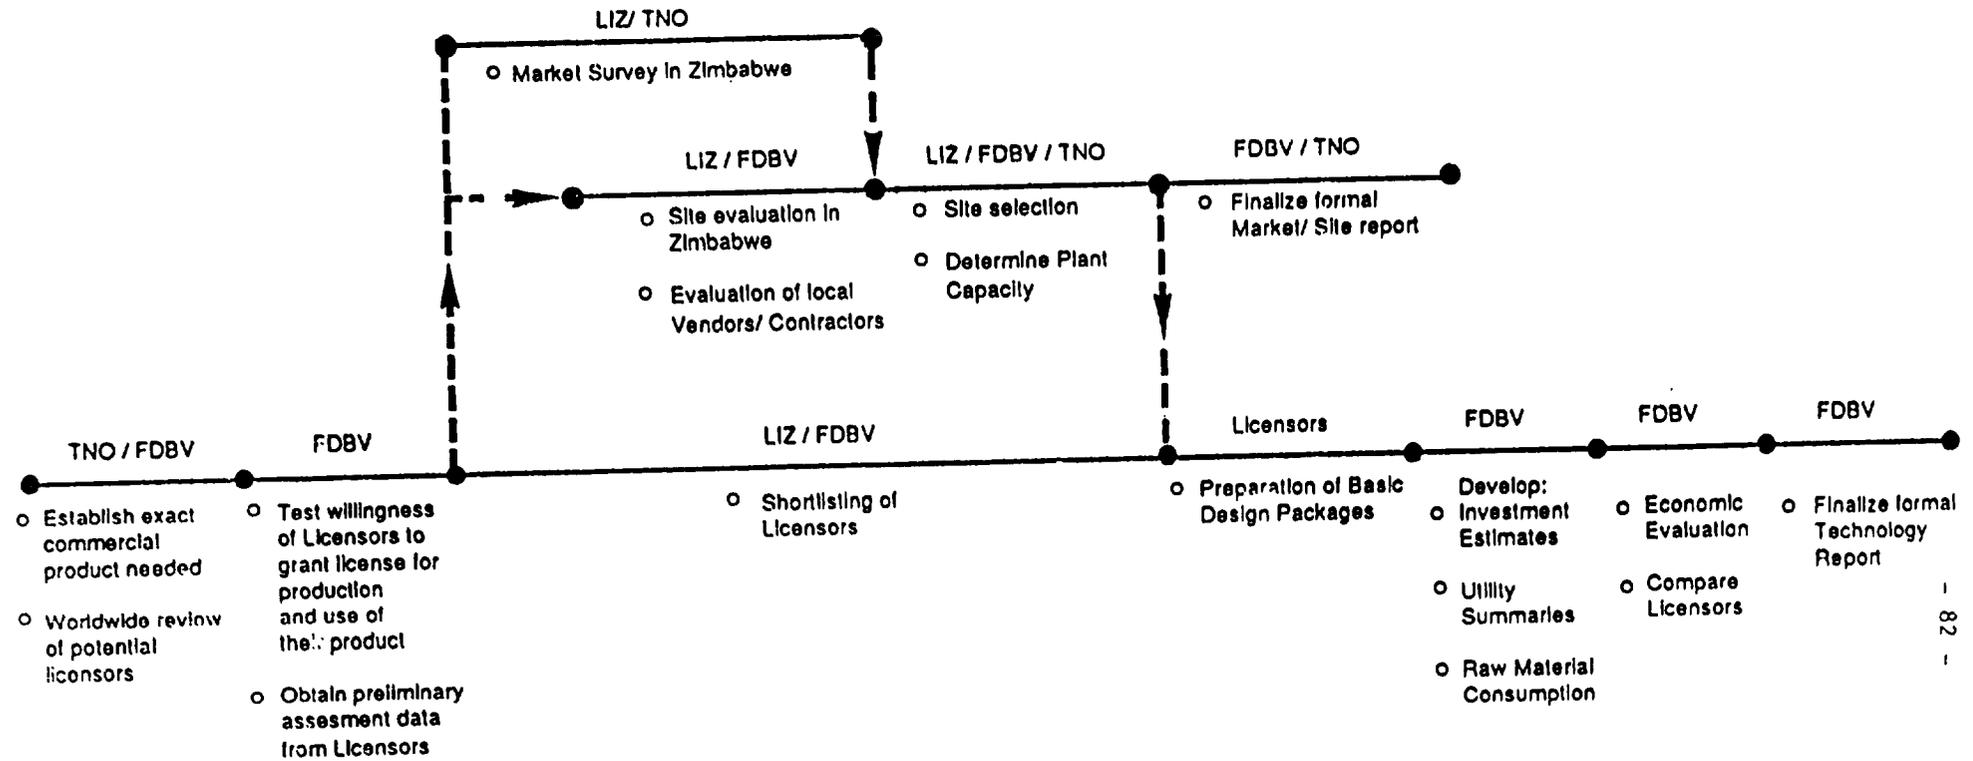 LIZ/ TNO
o Market Survey in Zimbabwe
LIZ / FDBV
o Site evaluation in
Zimbabwe
o Evaluation of local
Vendors/ Contractors
LIZ / FDBV / TNO
o Site selection
o Determine Plant
Capacity
FDBV / TNO
o Finalize formal
Market/ Site report
TNO / FDBV
o Establish exact
commercial
product needed
o Worldwide review
of potential
licensors
FDBV
o Test willingness
of Licensors to
grant license for
production
and use of
product
o Obtain preliminary
assesment data
from Licensors
LIZ / FDBV
o Shortlisting of
Licensors
Licensors
o Preparation of Basic
Design Packages
FDBV
Develop:
o Investment
Estimates
o Utility
Summaries
o Raw Material
Consumption
FDBV
o Economic
Evaluation
o Compare
Licensors
FDBV
o Finalize formal
Technology
Report
- 82 -